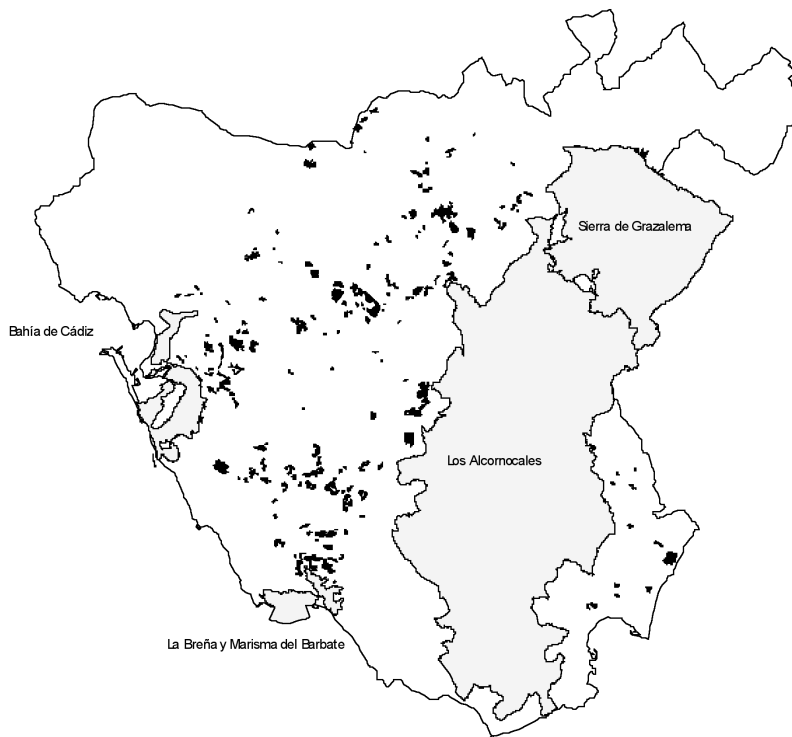 Sierra de Grazalema
Bahía de Cádiz
Los Alcornocales
La Breña y Marisma del Barbate